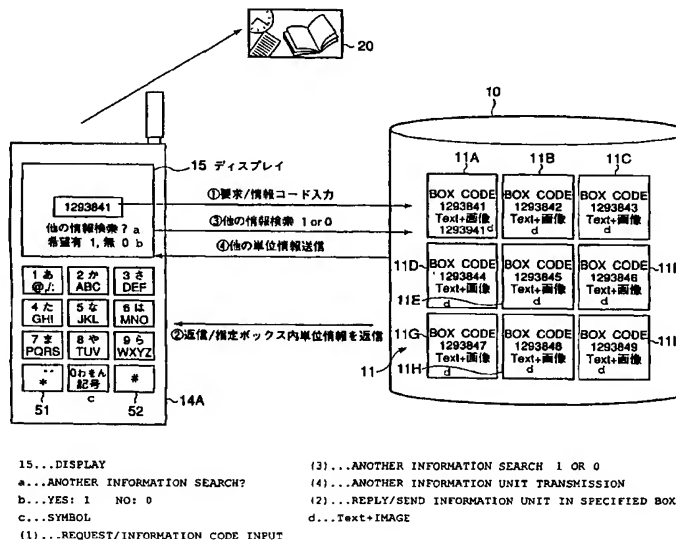 20
10
15 ディスプレイ
11A
11B
11C
1293841
他の情報検索？a
希望有 1, 無 0 b
①要求/情報コード入力
③他の情報検索 1 or 0
④他の単位情報送信
②返信/指定ボックス内単位情報を返信
BOX CODE
1293841
Text+画像
1293941 d
BOX CODE
1293842
Text+画像
d
BOX CODE
1293843
Text+画像
d
11D
BOX CODE
1293844
Text+画像
d
11E
BOX CODE
1293845
Text+画像
d
BOX CODE
1293846
Text+画像
d
11G
BOX CODE
1293847
Text+画像
d
11H
BOX CODE
1293848
Text+画像
d
BOX CODE
1293849
Text+画像
d
11
1 あ
@./:
2 か
ABC
3 さ
DEF
4 た
GHI
5 な
JKL
6 は
MNO
7 ま
PQRS
8 や
TUV
9 ら
WXYZ
*
0わをん
記号
#
c
51
52
14A
15...DISPLAY
a...ANOTHER INFORMATION SEARCH?
b...YES: 1 NO: 0
c...SYMBOL
(1)...REQUEST/INFORMATION CODE INPUT
(3)...ANOTHER INFORMATION SEARCH 1 OR 0
(4)...ANOTHER INFORMATION UNIT TRANSMISSION
(2)...REPLY/SEND INFORMATION UNIT IN SPECIFIED BOX
d...Text+IMAGE